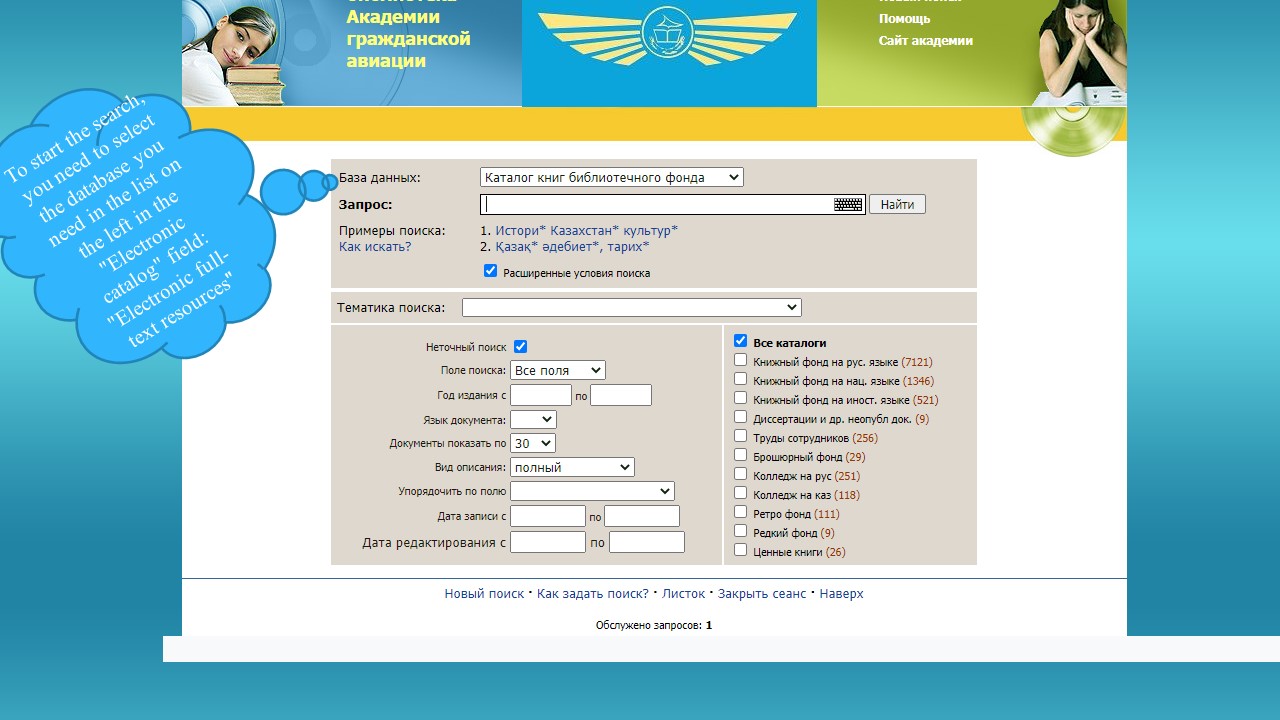 Академии
гражданской
авиации
Помощь
Сайт академии
To start the search,
you need to select
the database you
need in the list on
the left in the
"Electronic
catalog" field:
"Electronic full-
text resources"
База данных: Каталог книг библиотечного фонда
Запрос: Найти
Примеры поиска: 1. Истори* Казахстан* культур*
Как искать? 2. Қазақ* әдебиет*, тарих*
Расширенные условия поиска
Тематика поиска:
Неточный поиск
Поле поиска: Все поля
Год издания с по
Язык документа:
Документы показать по 30
Вид описания: полный
Упорядочить по полю
Дата записи с по
Дата редактирования с по
Все каталоги
Книжный фонд на рус. языке (7121)
Книжный фонд на нац. языке (1346)
Книжный фонд на иност. языке (521)
Диссертации и др. неопубл док. (9)
Труды сотрудников (256)
Брошюрный фонд (29)
Колледж на рус (251)
Колледж на каз (118)
Ретро фонд (111)
Редкий фонд (9)
Ценные книги (26)
Новый поиск · Как задать поиск? · Листок · Закрыть сеанс · Наверх
Обслужено запросов: 1